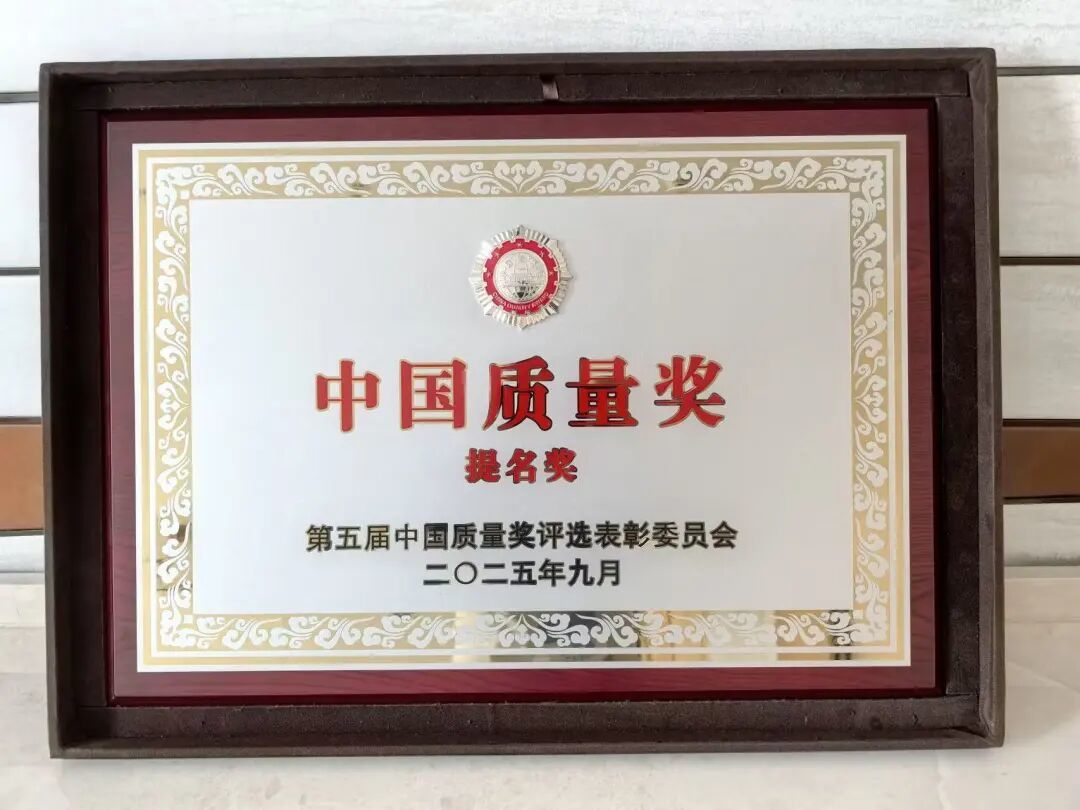 中国质量奖
提名奖
第五届中国质量奖评选表彰委员会
二〇二五年九月